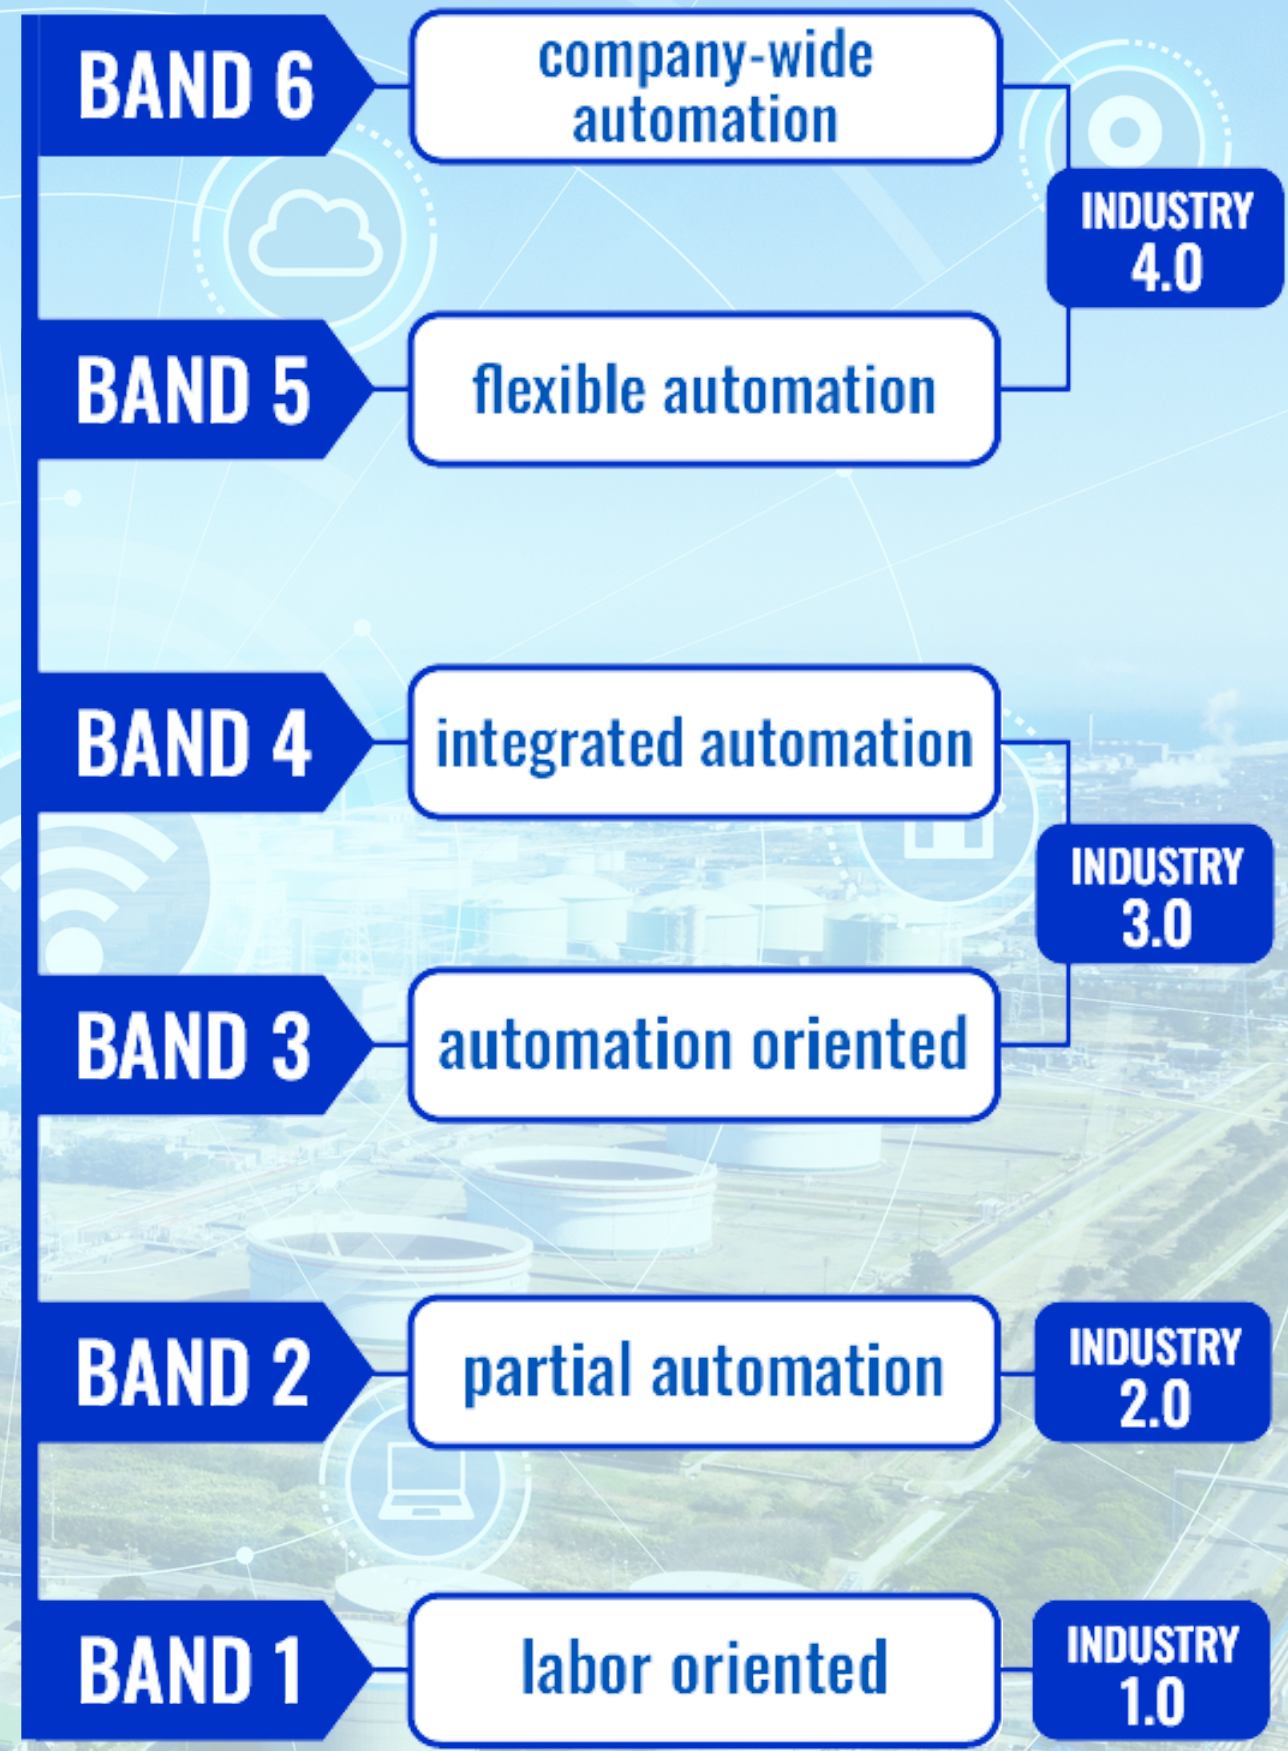 BAND 6
company-wide
automation
INDUSTRY
4.0
BAND 5
flexible automation
BAND 4
integrated automation
INDUSTRY
3.0
BAND 3
automation oriented
BAND 2
partial automation
INDUSTRY
2.0
BAND 1
labor oriented
INDUSTRY
1.0